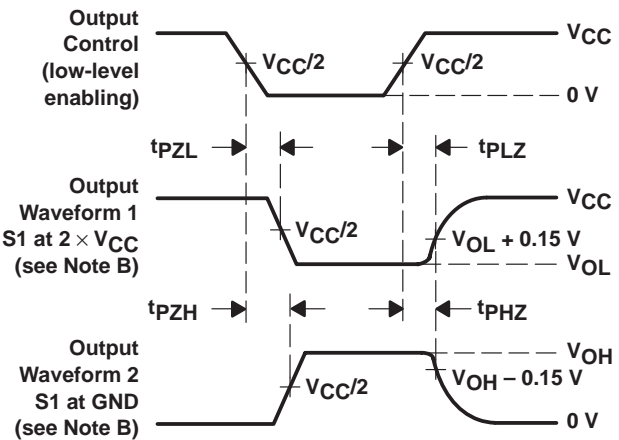 Output
Control
(low-level
enabling)
VCC/2
VCC/2
VCC
0 V
tPZL
tPLZ
Output
Waveform 1
S1 at 2 × VCC
(see Note B)
VCC/2
VCC
VOL + 0.15 V
VOL
tPZH
tPHZ
Output
Waveform 2
S1 at GND
(see Note B)
VCC/2
VOH
VOH – 0.15 V
0 V